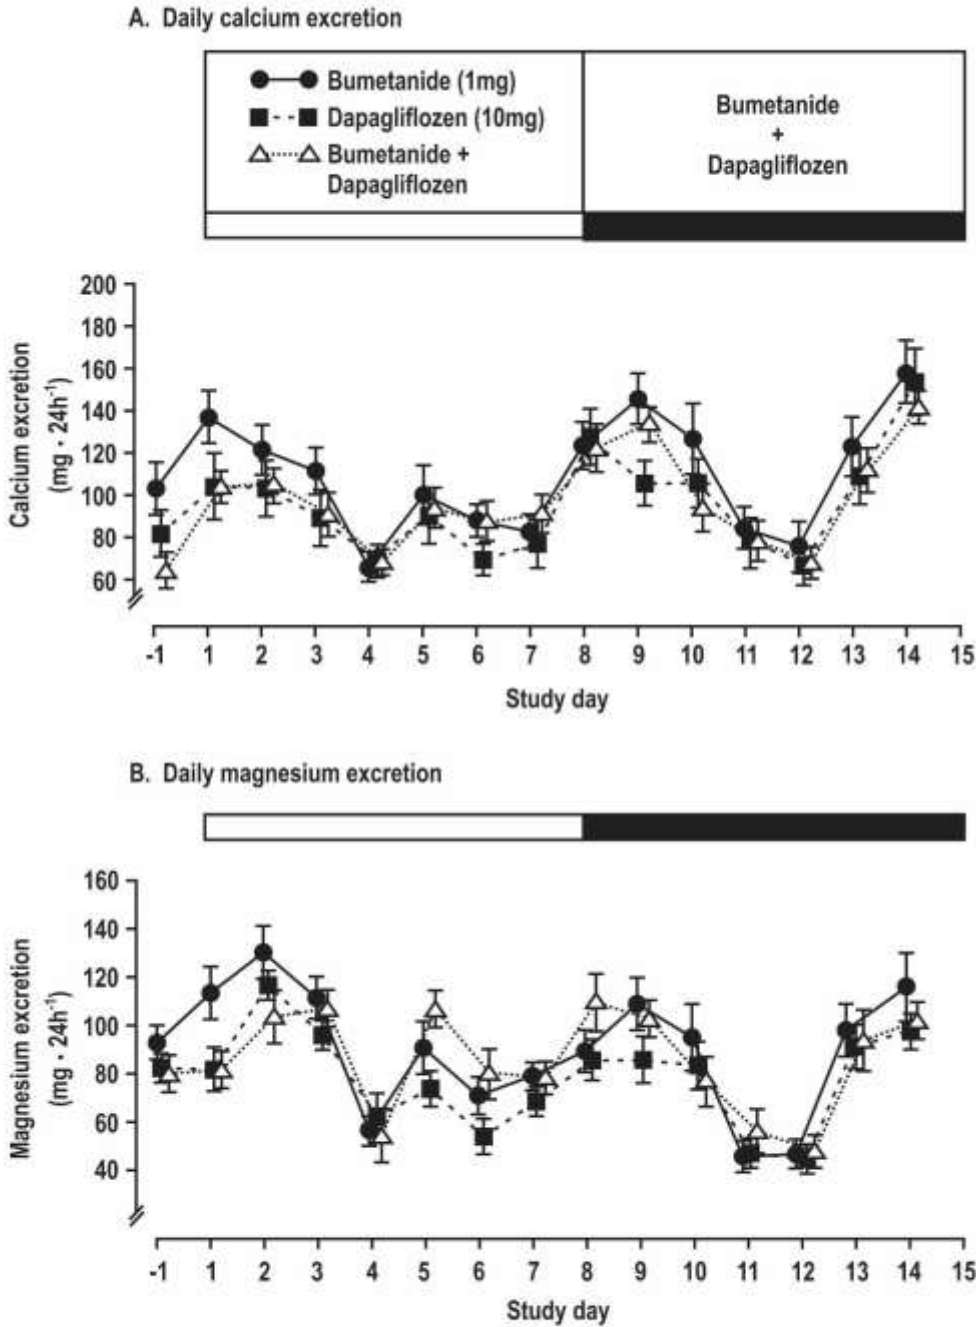 A. Daily calcium excretion
Bumetanide (1mg)
Dapagliflozen (10mg)
Bumetanide +
Dapagliflozen
Bumetanide
+
Dapagliflozen
200
180
160
140
120
100
80
60
Calcium excretion
(mg · 24h⁻¹)
-1 1 2 3 4 5 6 7 8 9 10 11 12 13 14 15
Study day
B. Daily magnesium excretion
160
140
120
100
80
60
40
Magnesium excretion
(mg · 24h⁻¹)
-1 1 2 3 4 5 6 7 8 9 10 11 12 13 14 15
Study day